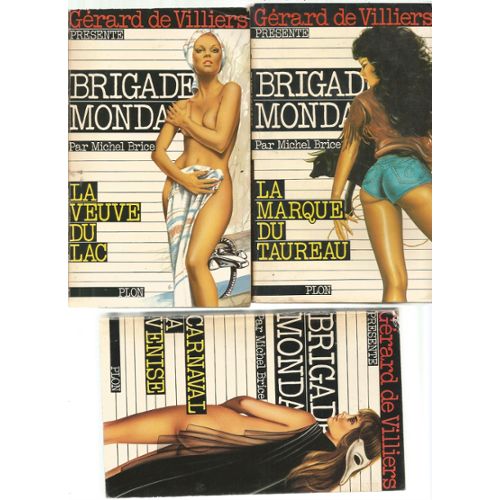 Gérard de Villiers
PRÉSENTE
BRIGADE
MONDA
Par Michel Brice
LA
VEUVE
DU
LAC
PLON
Gérard de Villiers
PRÉSENTE
BRIGAD
MONDA
Par Michel Brice
LA
MARQUE
DU
TAUREAU
PLON
Gérard de Villiers
PRÉSENTE
BRIGADE
MONDA
Par Michel Brice
CARNAVAL
A
VENISE
PLON